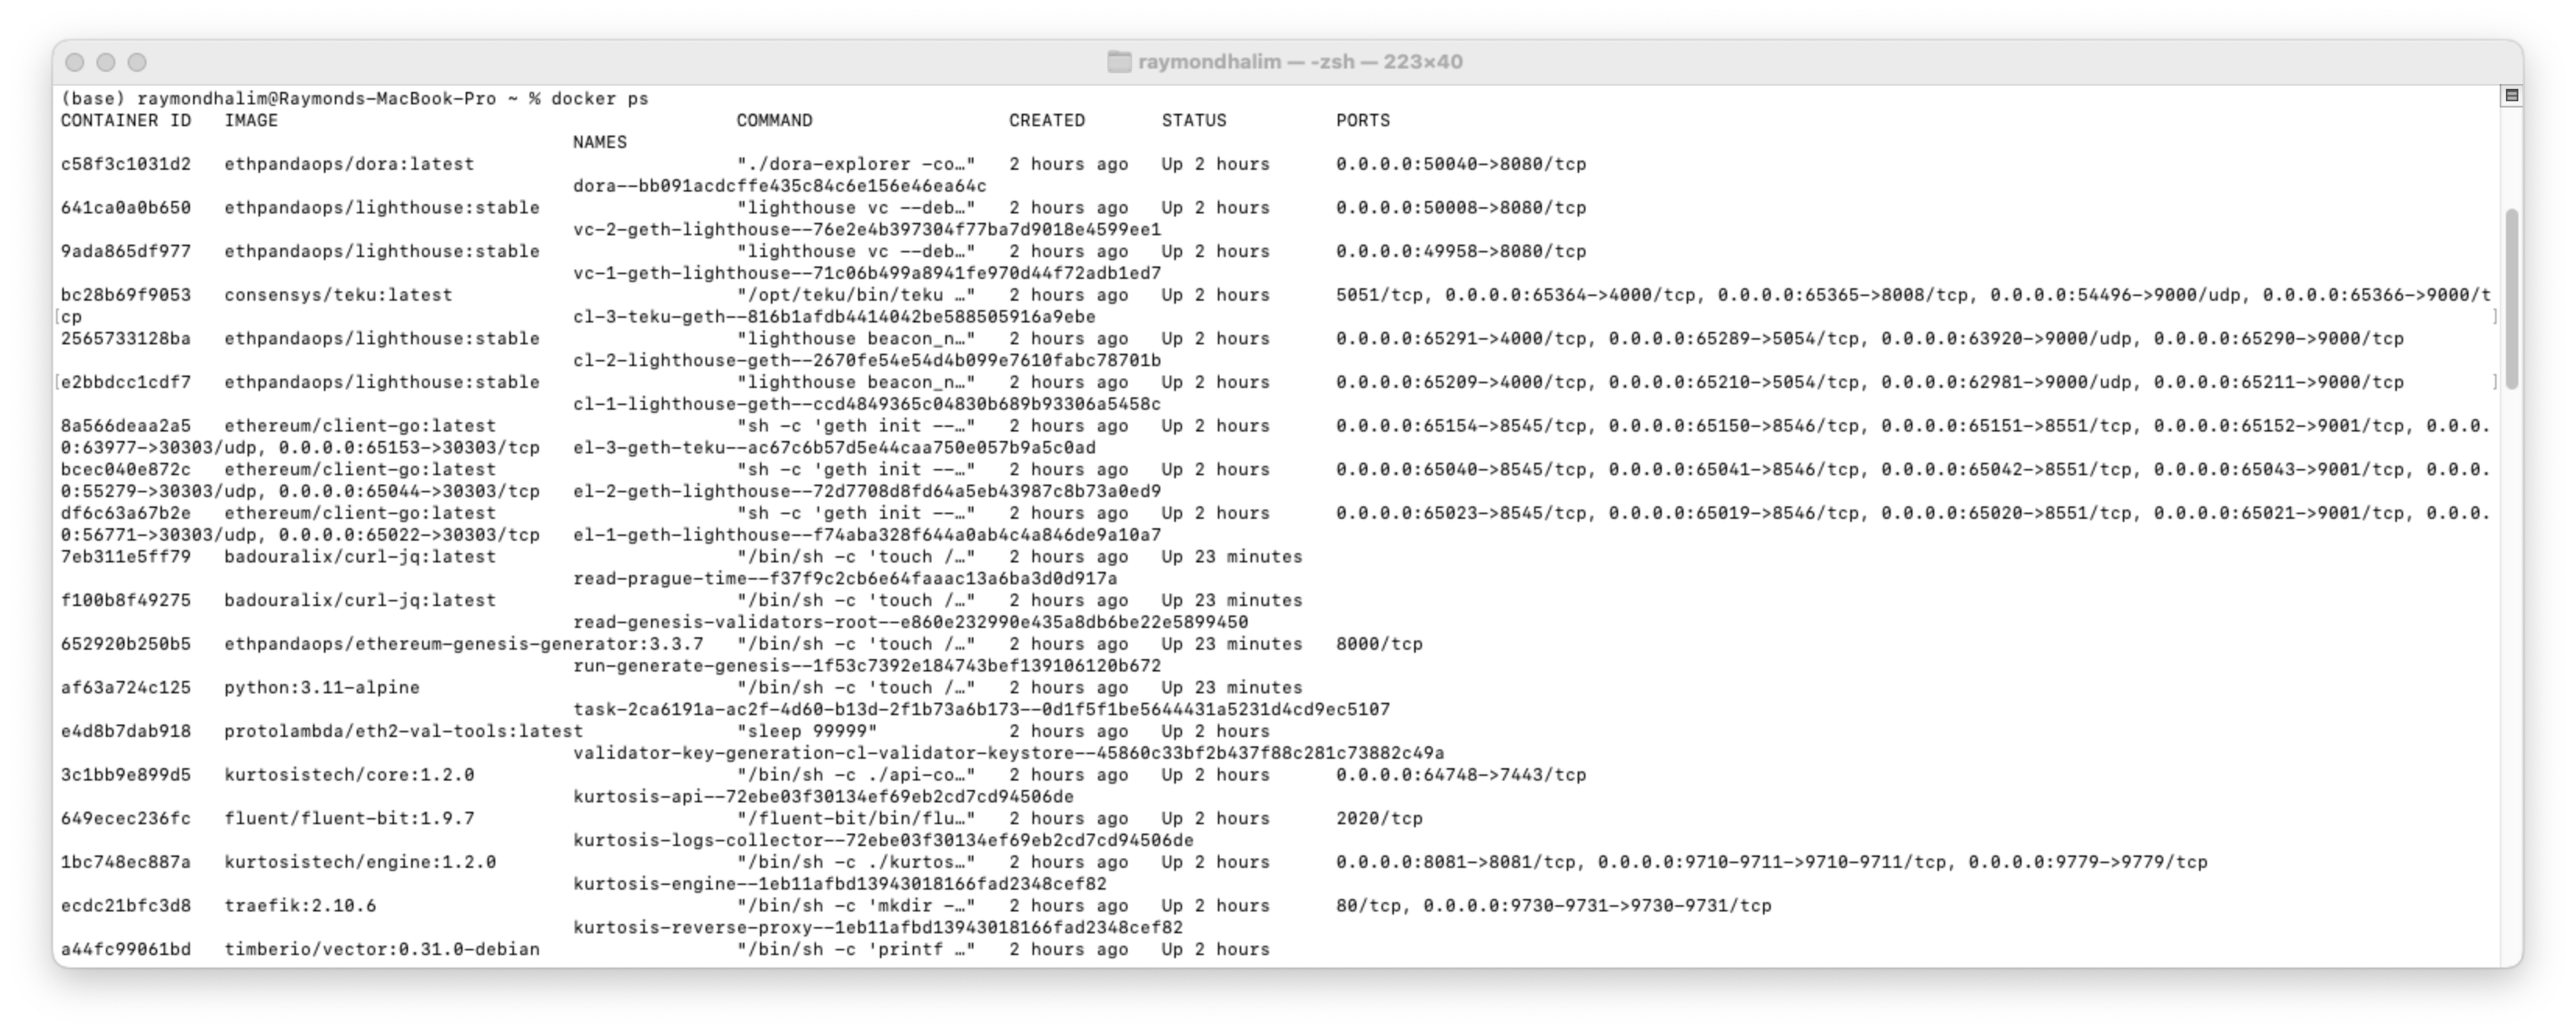 raymondhalim — -zsh — 223×40
(base) raymondhalim@Raymonds-MacBook-Pro ~ % docker ps
CONTAINER ID   IMAGE                                          COMMAND                  CREATED       STATUS          PORTS
NAMES
c58f3c1031d2   ethpandaops/dora:latest                        "./dora-explorer -co…"   2 hours ago   Up 2 hours      0.0.0.0:50040->8080/tcp
dora--bb091acdcffe435c84c6e156e46ea64c
641ca0a0b650   ethpandaops/lighthouse:stable                  "lighthouse vc --deb…"   2 hours ago   Up 2 hours      0.0.0.0:50008->8080/tcp
vc-2-geth-lighthouse--76e2e4b397304f77ba7d9018e4599ee1
9ada865df977   ethpandaops/lighthouse:stable                  "lighthouse vc --deb…"   2 hours ago   Up 2 hours      0.0.0.0:49958->8080/tcp
vc-1-geth-lighthouse--71c06b499a8941fe970d44f72adb1ed7
bc28b69f9053   consensys/teku:latest                          "/opt/teku/bin/teku …"   2 hours ago   Up 2 hours      5051/tcp, 0.0.0.0:65364->4000/tcp, 0.0.0.0:65365->8008/tcp, 0.0.0.0:54496->9000/udp, 0.0.0.0:65366->9000/t
[cp   cl-3-teku-geth--816b1afdb4414042be588505916a9ebe ]
2565733128ba   ethpandaops/lighthouse:stable                  "lighthouse beacon_n…"   2 hours ago   Up 2 hours      0.0.0.0:65291->4000/tcp, 0.0.0.0:65289->5054/tcp, 0.0.0.0:63920->9000/udp, 0.0.0.0:65290->9000/tcp
cl-2-lighthouse-geth--2670fe54e54d4b099e7610fabc78701b
[e2bbdcc1cdf7   ethpandaops/lighthouse:stable                  "lighthouse beacon_n…"   2 hours ago   Up 2 hours      0.0.0.0:65209->4000/tcp, 0.0.0.0:65210->5054/tcp, 0.0.0.0:62981->9000/udp, 0.0.0.0:65211->9000/tcp ]
cl-1-lighthouse-geth--ccd4849365c04830b689b93306a5458c
8a566deaa2a5   ethereum/client-go:latest                      "sh -c 'geth init --…"   2 hours ago   Up 2 hours      0.0.0.0:65154->8545/tcp, 0.0.0.0:65150->8546/tcp, 0.0.0.0:65151->8551/tcp, 0.0.0.0:65152->9001/tcp, 0.0.0.
0:63977->30303/udp, 0.0.0.0:65153->30303/tcp   el-3-geth-teku--ac67c6b57d5e44caa750e057b9a5c0ad
bcec040e872c   ethereum/client-go:latest                      "sh -c 'geth init --…"   2 hours ago   Up 2 hours      0.0.0.0:65040->8545/tcp, 0.0.0.0:65041->8546/tcp, 0.0.0.0:65042->8551/tcp, 0.0.0.0:65043->9001/tcp, 0.0.0.
0:55279->30303/udp, 0.0.0.0:65044->30303/tcp   el-2-geth-lighthouse--72d7708d8fd64a5eb43987c8b73a0ed9
df6c63a67b2e   ethereum/client-go:latest                      "sh -c 'geth init --…"   2 hours ago   Up 2 hours      0.0.0.0:65023->8545/tcp, 0.0.0.0:65019->8546/tcp, 0.0.0.0:65020->8551/tcp, 0.0.0.0:65021->9001/tcp, 0.0.0.
0:56771->30303/udp, 0.0.0.0:65022->30303/tcp   el-1-geth-lighthouse--f74aba328f644a0ab4c4a846de9a10a7
7eb311e5ff79   badouralix/curl-jq:latest                      "/bin/sh -c 'touch /…"   2 hours ago   Up 23 minutes
read-prague-time--f37f9c2cb6e64faaac13a6ba3d0d917a
f100b8f49275   badouralix/curl-jq:latest                      "/bin/sh -c 'touch /…"   2 hours ago   Up 23 minutes
read-genesis-validators-root--e860e232990e435a8db6be22e5899450
652920b250b5   ethpandaops/ethereum-genesis-generator:3.3.7   "/bin/sh -c 'touch /…"   2 hours ago   Up 23 minutes   8000/tcp
run-generate-genesis--1f53c7392e184743bef139106120b672
af63a724c125   python:3.11-alpine                             "/bin/sh -c 'touch /…"   2 hours ago   Up 23 minutes
task-2ca6191a-ac2f-4d60-b13d-2f1b73a6b173--0d1f5f1be5644431a5231d4cd9ec5107
e4d8b7dab918   protolambda/eth2-val-tools:latest              "sleep 99999"            2 hours ago   Up 2 hours
validator-key-generation-cl-validator-keystore--45860c33bf2b437f88c281c73882c49a
3c1bb9e899d5   kurtosistech/core:1.2.0                        "/bin/sh -c ./api-co…"   2 hours ago   Up 2 hours      0.0.0.0:64748->7443/tcp
kurtosis-api--72ebe03f30134ef69eb2cd7cd94506de
649ecec236fc   fluent/fluent-bit:1.9.7                        "/fluent-bit/bin/flu…"   2 hours ago   Up 2 hours      2020/tcp
kurtosis-logs-collector--72ebe03f30134ef69eb2cd7cd94506de
1bc748ec887a   kurtosistech/engine:1.2.0                      "/bin/sh -c ./kurtos…"   2 hours ago   Up 2 hours      0.0.0.0:8081->8081/tcp, 0.0.0.0:9710-9711->9710-9711/tcp, 0.0.0.0:9779->9779/tcp
kurtosis-engine--1eb11afbd13943018166fad2348cef82
ecdc21bfc3d8   traefik:2.10.6                                 "/bin/sh -c 'mkdir -…"   2 hours ago   Up 2 hours      80/tcp, 0.0.0.0:9730-9731->9730-9731/tcp
kurtosis-reverse-proxy--1eb11afbd13943018166fad2348cef82
a44fc99061bd   timberio/vector:0.31.0-debian                  "/bin/sh -c 'printf …"   2 hours ago   Up 2 hours